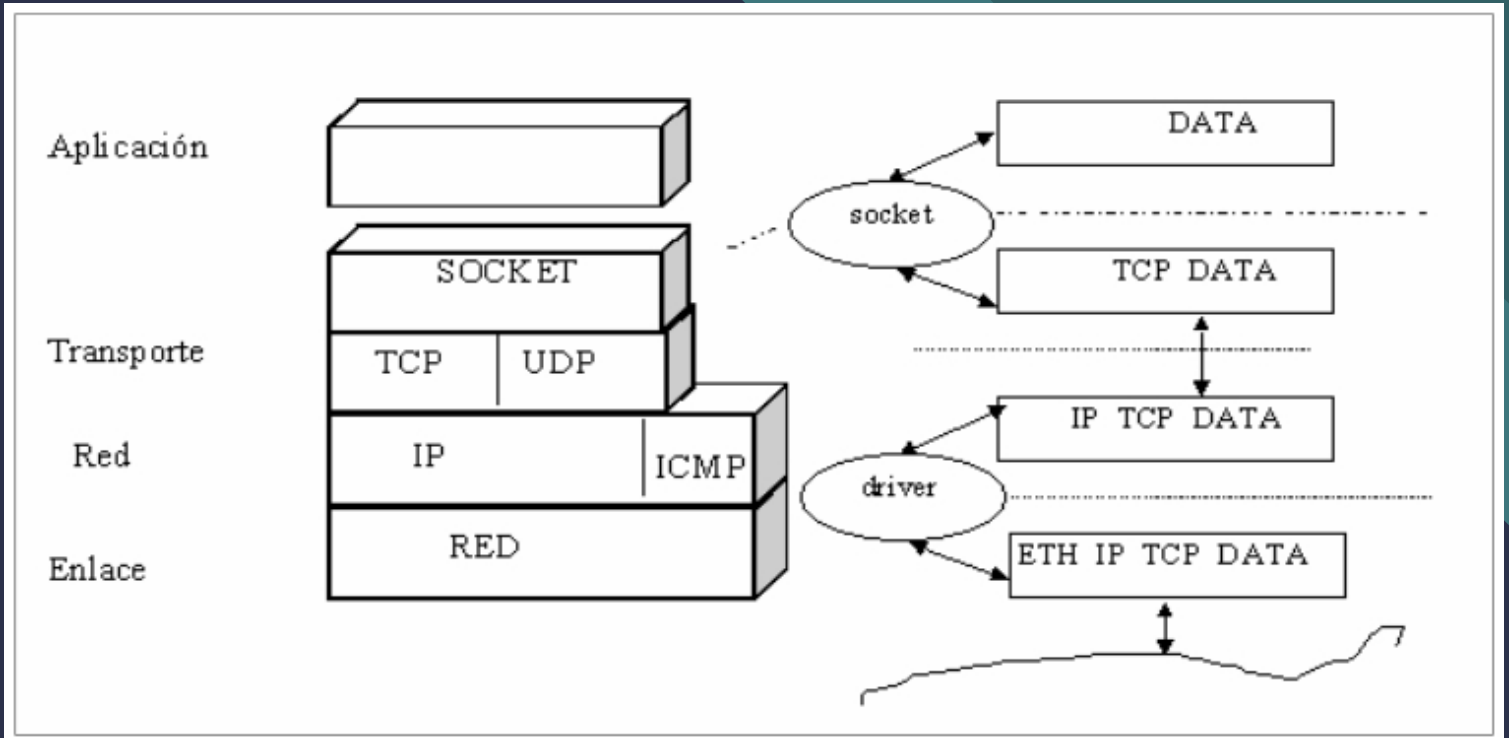 Aplicación
DATA
socket
SOCKET
TCP DATA
Transporte
TCP UDP
Red
IP
ICMP
IP TCP DATA
driver
Enlace
RED
ETH IP TCP DATA